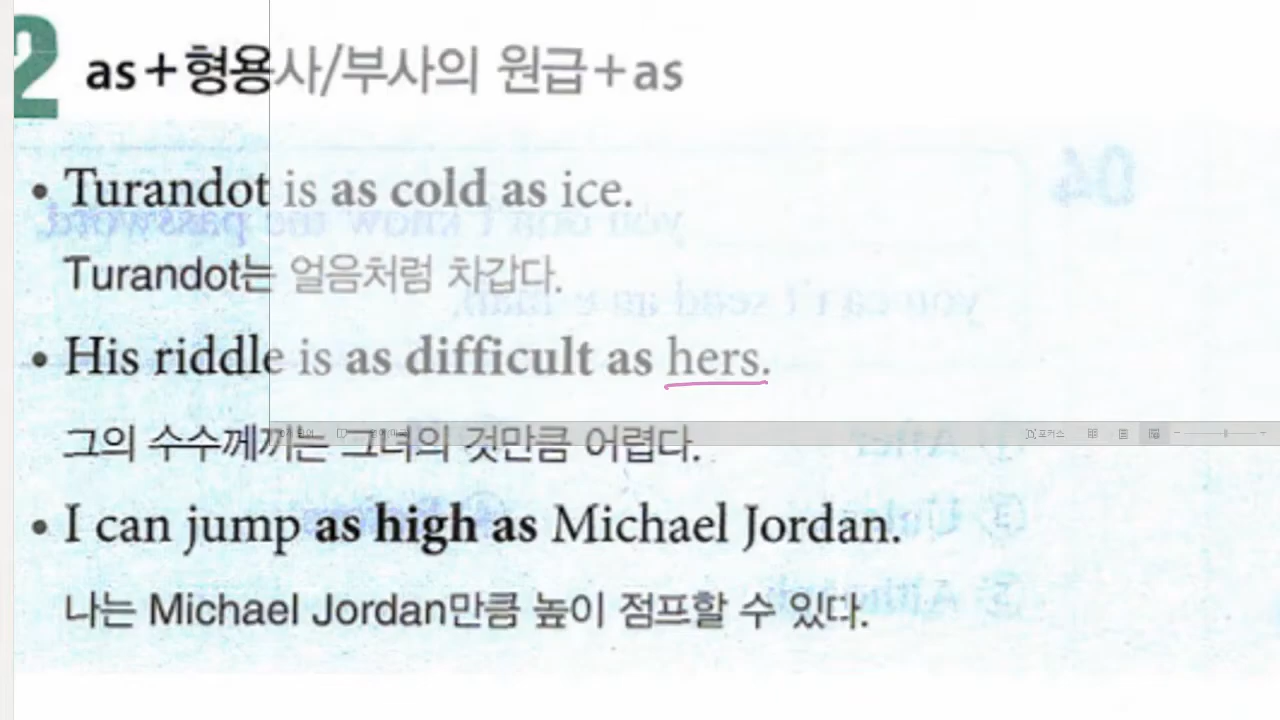 2 as+형용사/부사의 원급+as
• Turandot is as cold as ice.
Turandot는 얼음처럼 차갑다.
• His riddle is as difficult as hers.
그의 수수께끼는 그녀의 것만큼 어렵다.
• I can jump as high as Michael Jordan.
나는 Michael Jordan만큼 높이 점프할 수 있다.
포커스